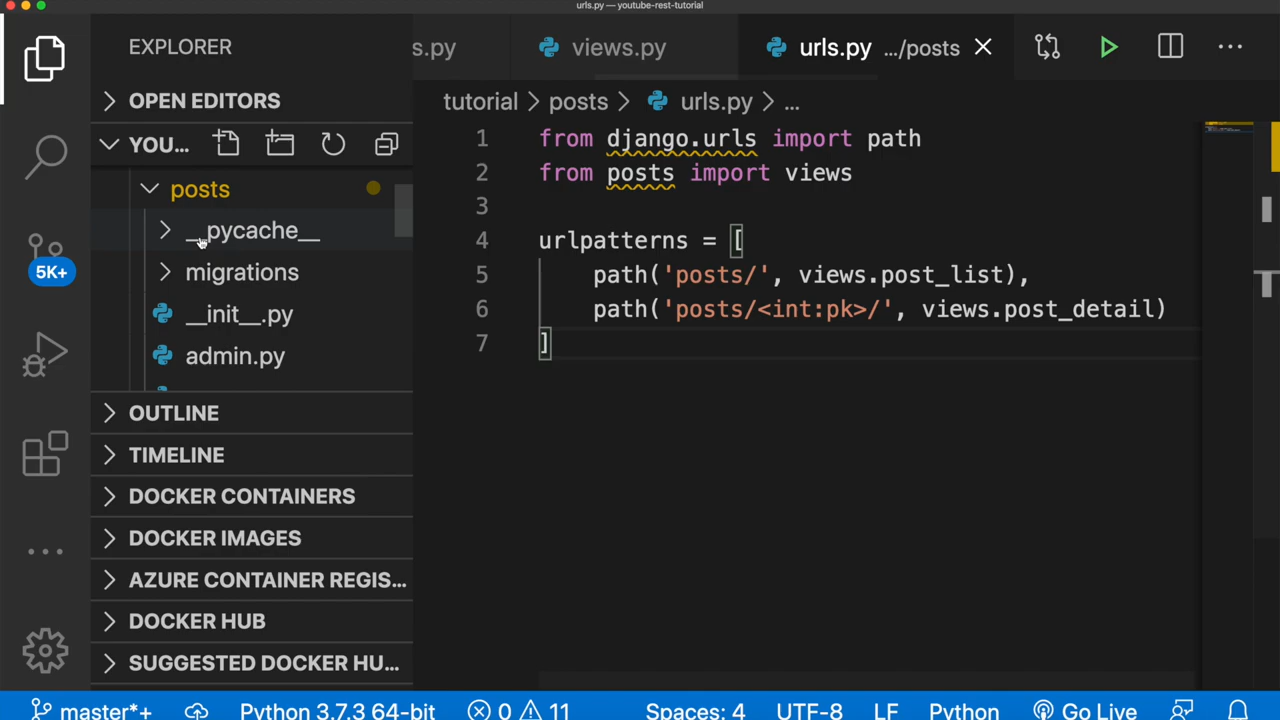 urls.py — youtube-rest-tutorial
EXPLORER
s.py
views.py
urls.py .../posts
OPEN EDITORS
YOU...
tutorial > posts > urls.py > ...
posts
__pycache__
migrations
__init__.py
admin.py
OUTLINE
TIMELINE
DOCKER CONTAINERS
DOCKER IMAGES
AZURE CONTAINER REGIS...
DOCKER HUB
SUGGESTED DOCKER HU...
5K+
1 from django.urls import path
2 from posts import views
3
4 urlpatterns = [
5     path('posts/', views.post_list),
6     path('posts/<int:pk>/', views.post_detail)
7 ]
master*+ Python 3.7.3 64-bit 0 11 Spaces: 4 UTF-8 LF Python Go Live